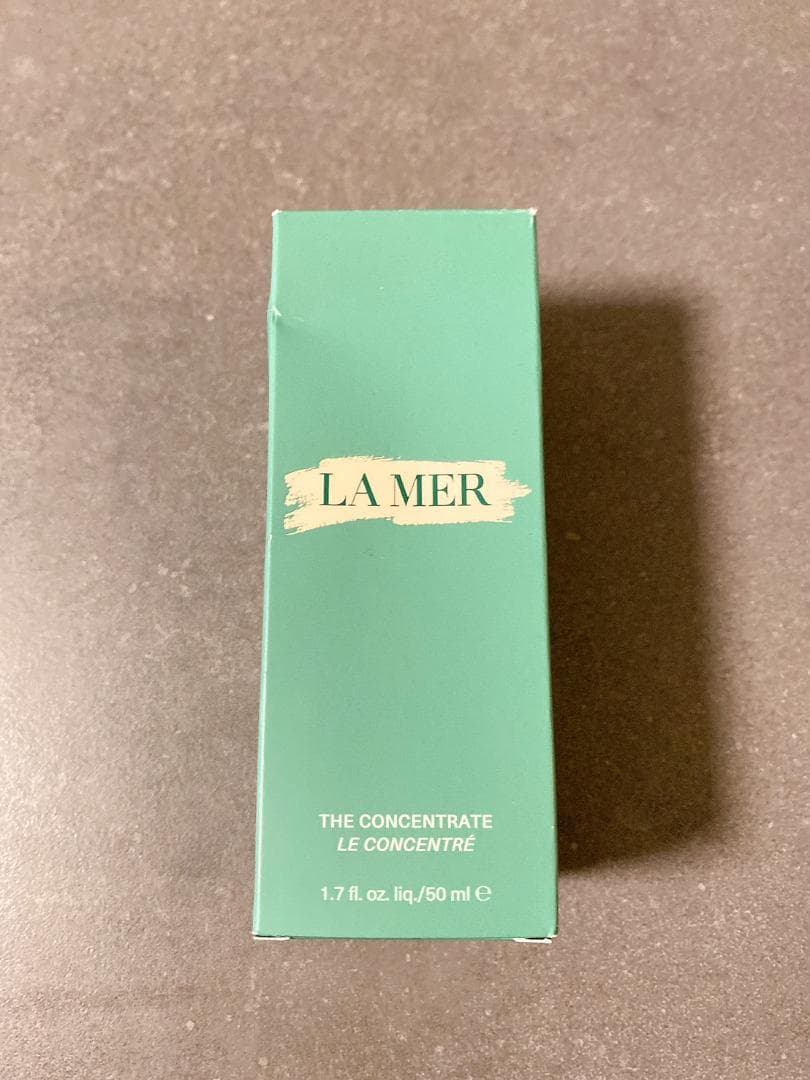 LA MER
THE CONCENTRATE
LE CONCENTRÉ
1.7 fl. oz. liq./50 ml ℮